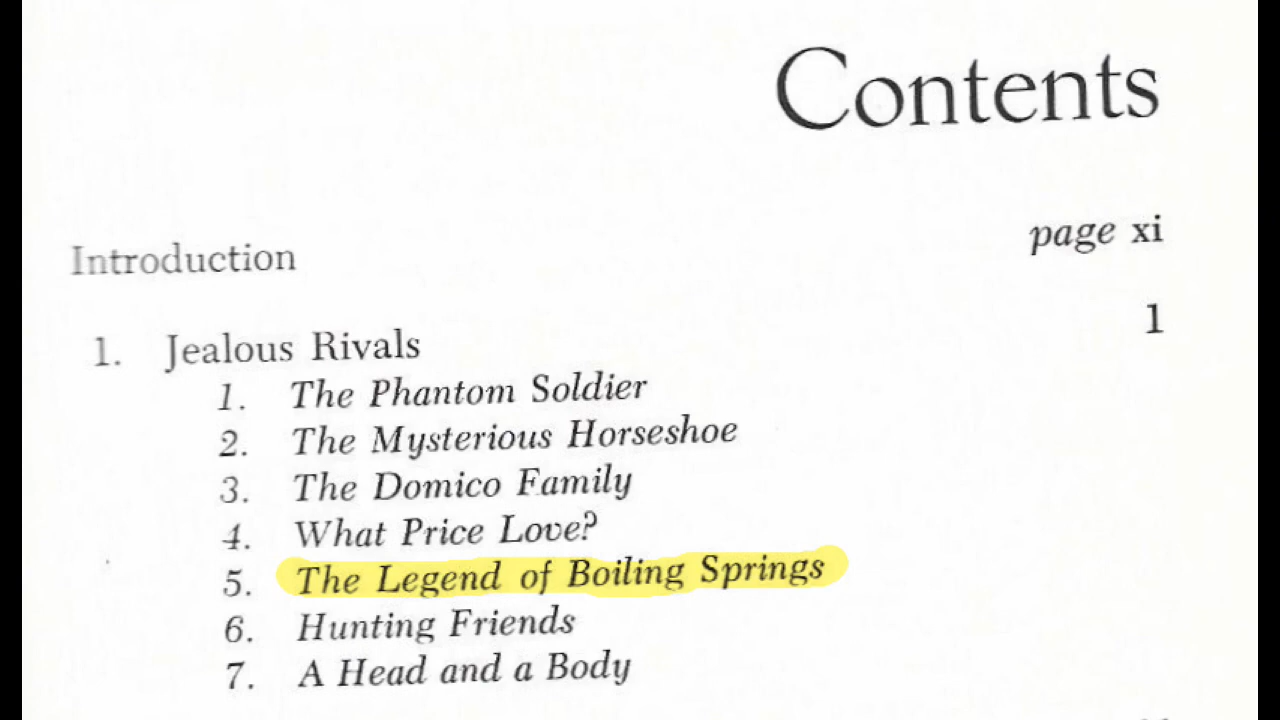 Contents
Introduction page xi
1. Jealous Rivals 1
1. The Phantom Soldier
2. The Mysterious Horseshoe
3. The Domico Family
4. What Price Love?
5. The Legend of Boiling Springs
6. Hunting Friends
7. A Head and a Body